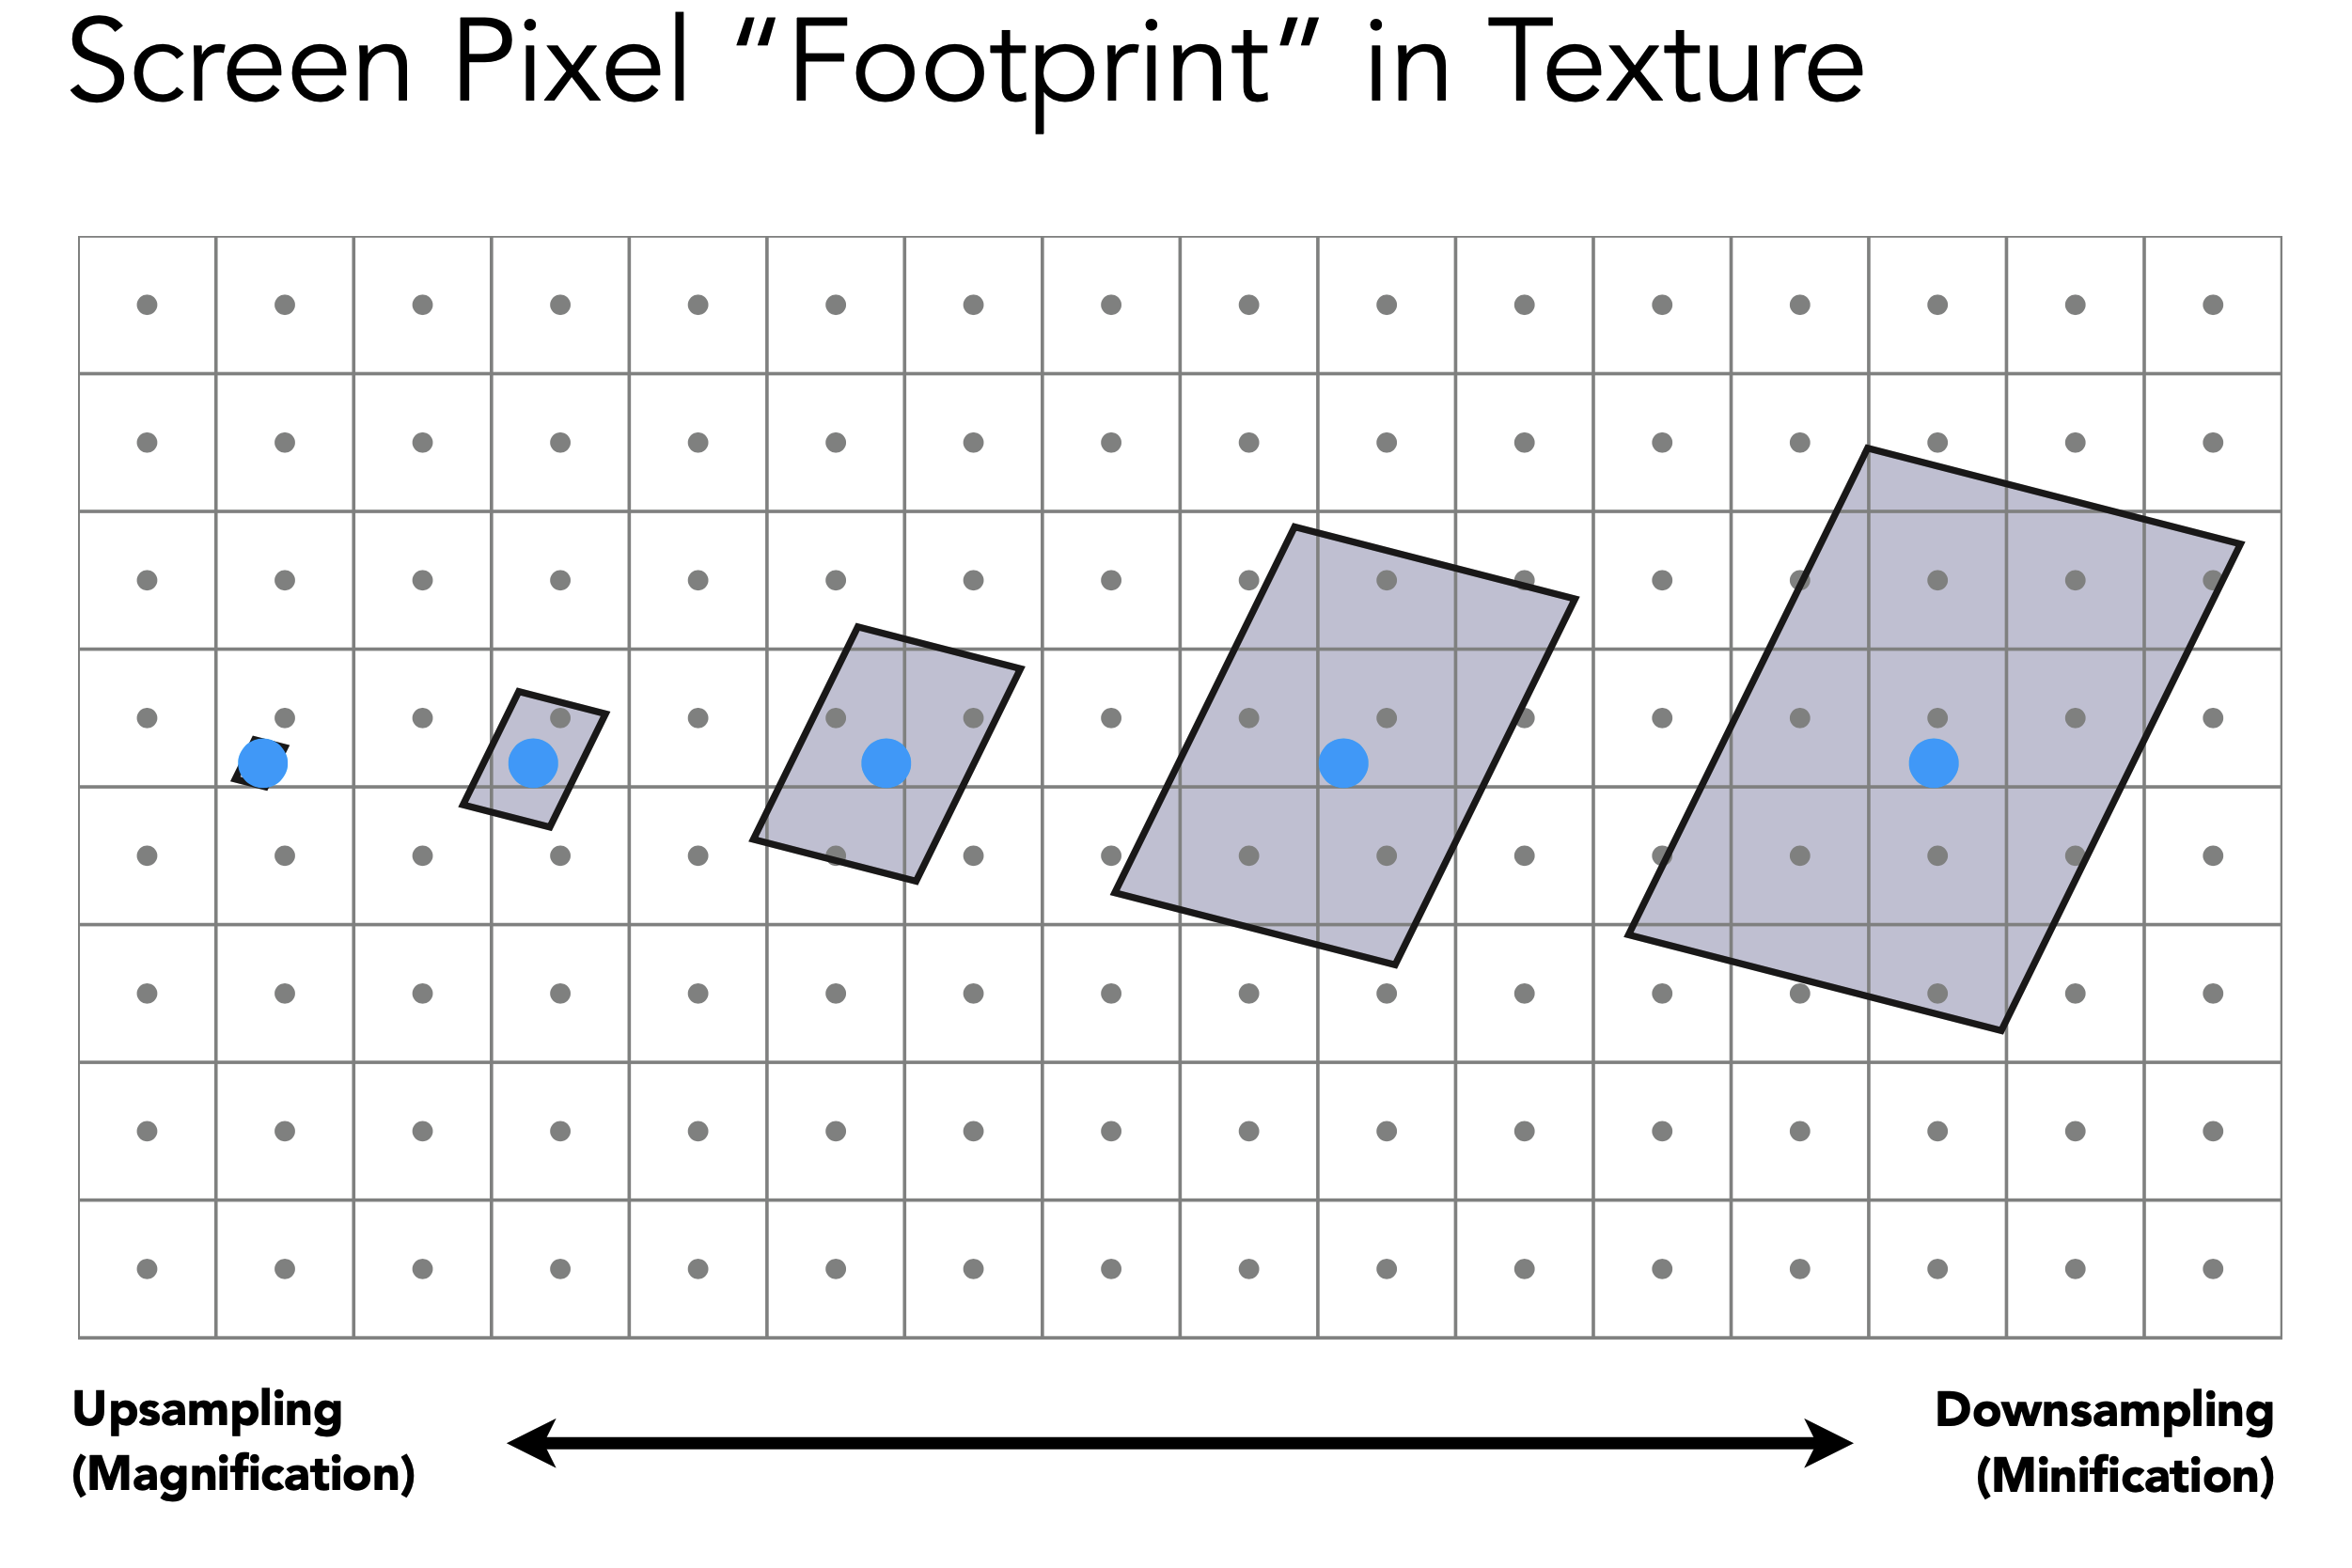 Screen Pixel “Footprint“ in Texture
Upsampling
(Magnification)
Downsampling
(Minification)